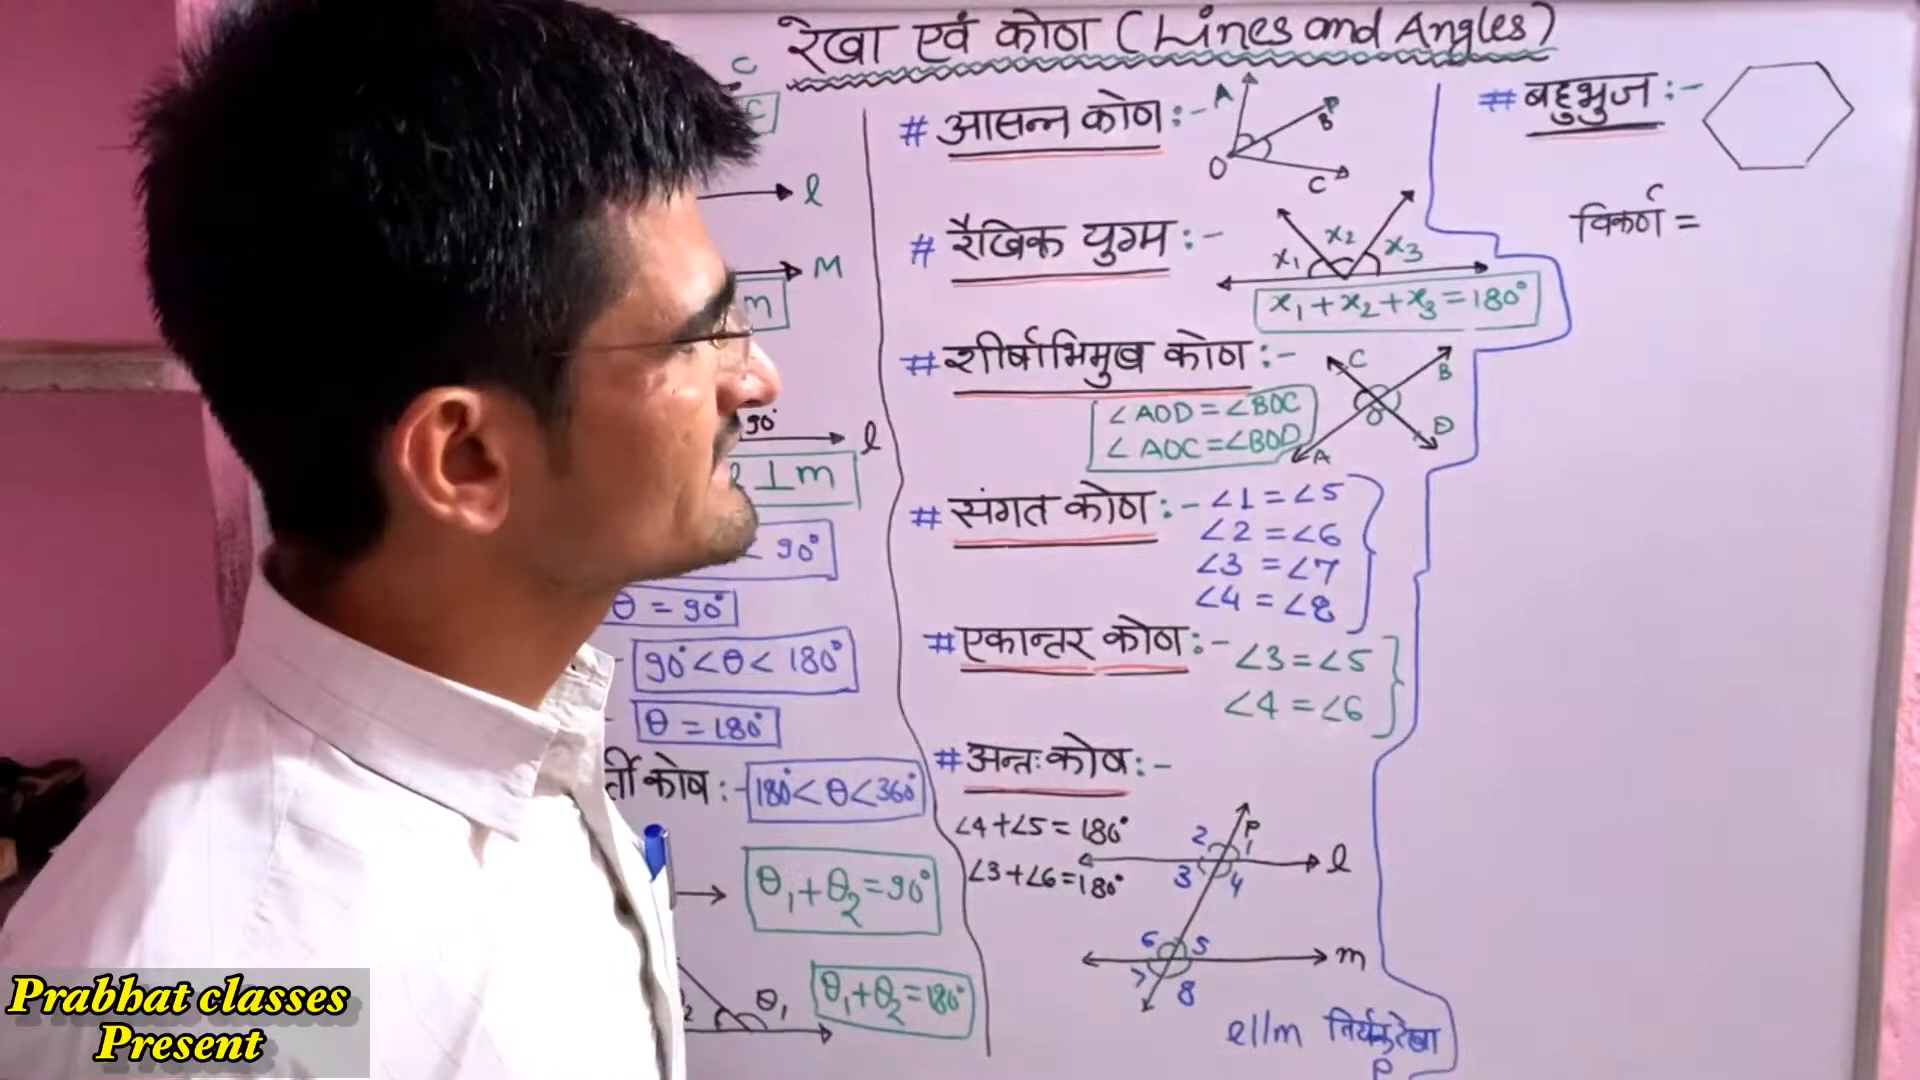 रेखा एवं कोण (Lines and Angles)
C
l
M
m
90°
l
l ⊥ m
< 90°
θ = 90°
90° < θ < 180°
θ = 180°
र्ती कोण :- 180° < θ < 360°
θ₁ + θ₂ = 90°
θ₁
θ₁ + θ₂ = 180°
# आसन्न कोण :-
A
B
O
C
# रैखिक युग्म :-
x₁ x₂ x₃
x₁ + x₂ + x₃ = 180°
# शीर्षाभिमुख कोण :-
∠AOD = ∠BOC
∠AOC = ∠BOD
C B
O
A D
# संगत कोण :- ∠1 = ∠5
∠2 = ∠6
∠3 = ∠7
∠4 = ∠8
# एकान्तर कोण :- ∠3 = ∠5
∠4 = ∠6
# अन्तः कोण :-
∠4 + ∠5 = 180°
∠3 + ∠6 = 180°
P
2 1
3 4
l
6 5
7 8
m
l || m तिर्यक रेखा
P
# बहुभुज :-
विकर्ण =
Prabhat classes
Present